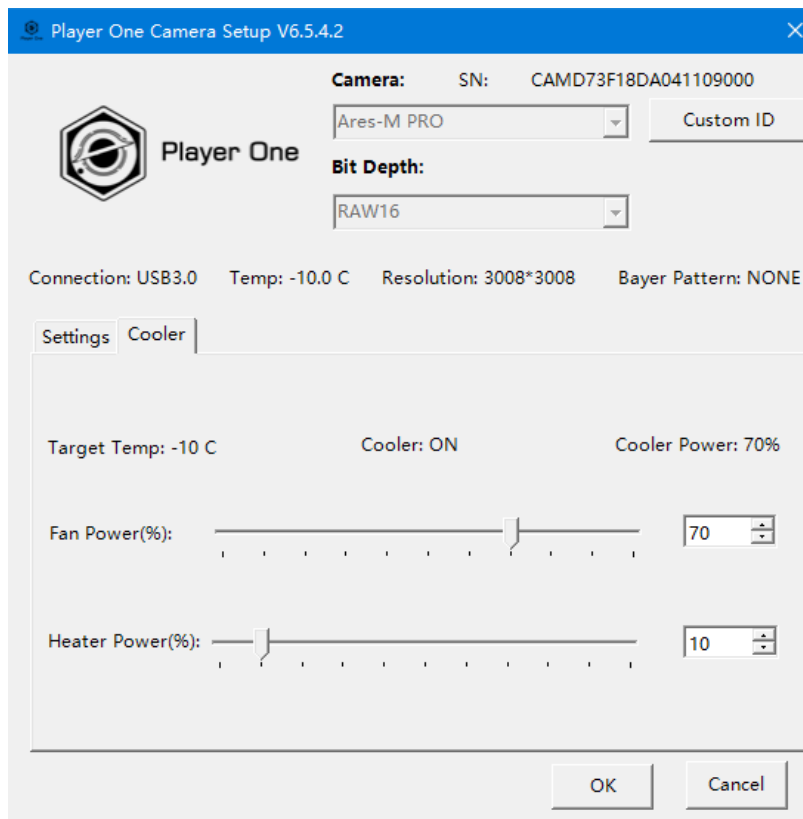 Player One Camera Setup V6.5.4.2
Camera: SN: CAMD73F18DA041109000
Ares-M PRO
Custom ID
Player One
Bit Depth:
RAW16
Connection: USB3.0 Temp: -10.0 C Resolution: 3008*3008 Bayer Pattern: NONE
Settings Cooler
Target Temp: -10 C Cooler: ON Cooler Power: 70%
Fan Power(%): 70
Heater Power(%): 10
OK Cancel